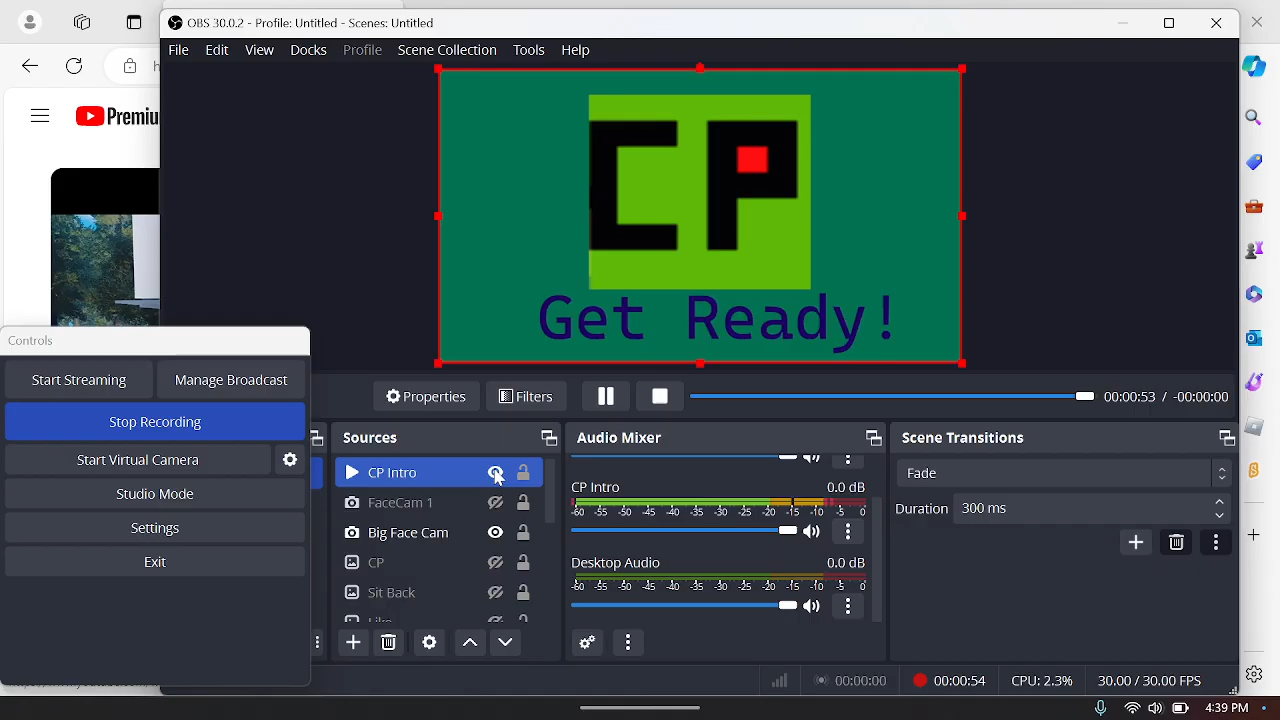 OBS 30.0.2 - Profile: Untitled - Scenes: Untitled
File Edit View Docks Profile Scene Collection Tools Help
Premium
CP
Get Ready!
Controls
Start Streaming Manage Broadcast
Stop Recording
Start Virtual Camera
Studio Mode
Settings
Exit
Properties Filters 00:00:53 / -00:00:00
Sources
CP Intro
FaceCam 1
Big Face Cam
CP
Sit Back
Like
Audio Mixer
CP Intro 0.0 dB
-60 -55 -50 -45 -40 -35 -30 -25 -20 -15 -10 -5 0
Desktop Audio 0.0 dB
-60 -55 -50 -45 -40 -35 -30 -25 -20 -15 -10 -5 0
Scene Transitions
Fade
Duration 300 ms
00:00:00 00:00:54 CPU: 2.3% 30.00 / 30.00 FPS
4:39 PM